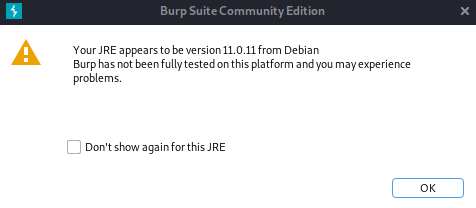 Burp Suite Community Edition
Your JRE appears to be version 11.0.11 from Debian
Burp has not been fully tested on this platform and you may experience
problems.
Don't show again for this JRE
OK